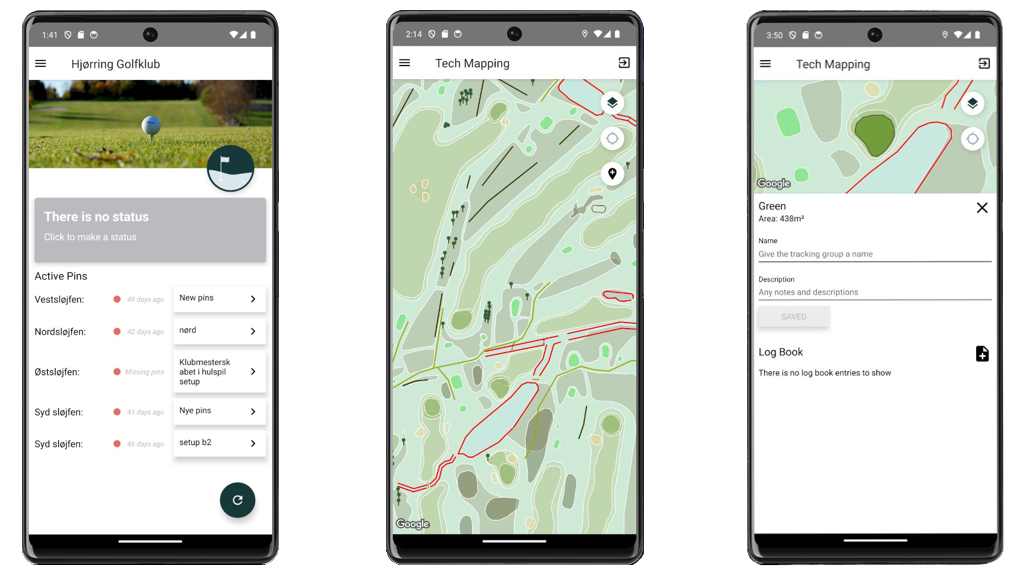 1:41
Hjørring Golfklub
There is no status
Click to make a status
Active Pins
Vestsløjfen:
48 days ago
New pins
Nordsløjfen:
42 days ago
nørd
Østsløjfen:
Missing pins
Klubmestersk
abet i hulspil
setup
Syd sløjfen:
41 days ago
Nye pins
Syd sløjfen:
46 days ago
setup b2
2:14
Tech Mapping
Google
3:50
Tech Mapping
Google
Green
Area: 438m²
Name
Give the tracking group a name
Description
Any notes and descriptions
SAVED
Log Book
There is no log book entries to show